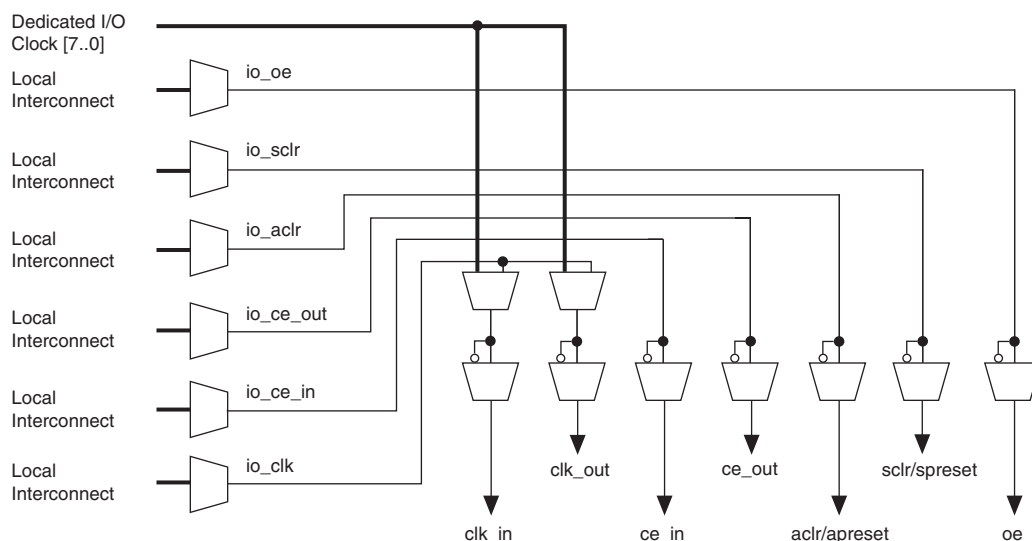 Dedicated I/O
Clock [7..0]
Local
Interconnect
io_oe
Local
Interconnect
io_sclr
Local
Interconnect
io_aclr
Local
Interconnect
io_ce_out
Local
Interconnect
io_ce_in
Local
Interconnect
io_clk
clk_out
ce_out
sclr/spreset
clk_in
ce_in
aclr/apreset
oe